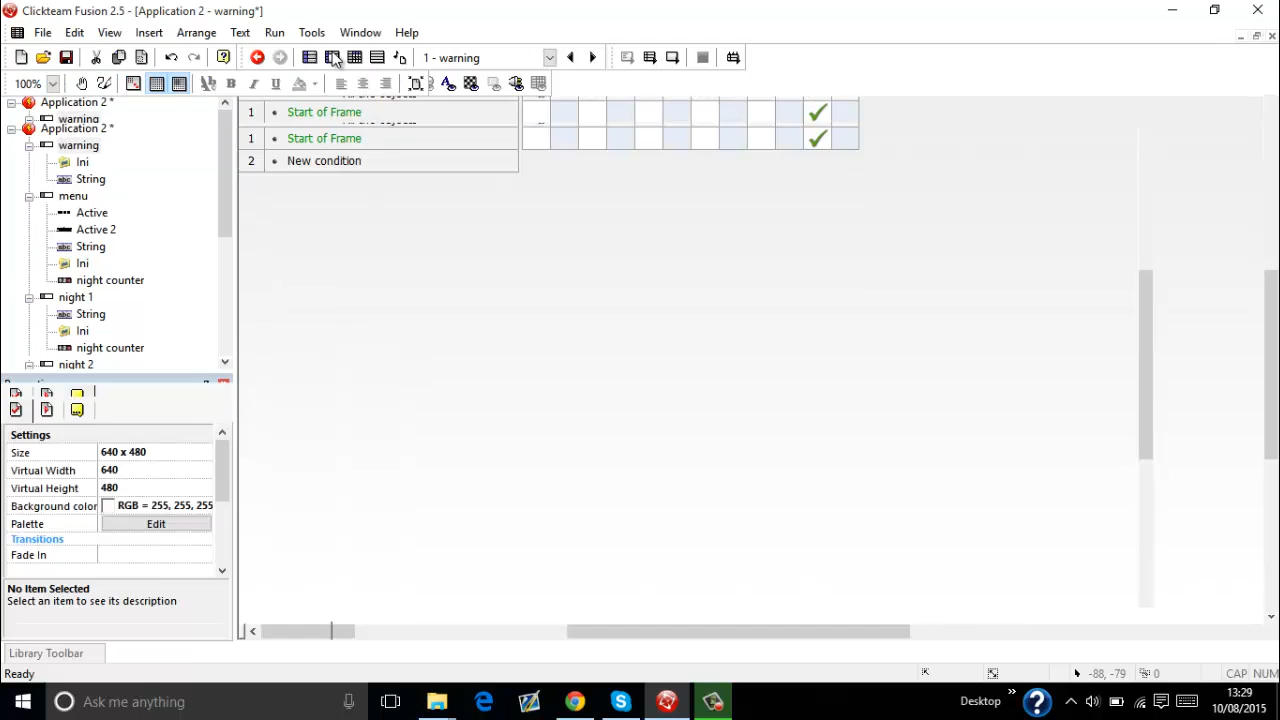 Clickteam Fusion 2.5 - [Application 2 - warning*]
File Edit View Insert Arrange Text Run Tools Window Help
1 - warning
100% B I U A
Application 2 *
warning
Application 2 *
warning
Ini
String
menu
Active
Active 2
String
Ini
night counter
night 1
String
Ini
night counter
night 2
1 • Start of Frame
All the objects
1 • Start of Frame
2 • New condition
Settings
Size 640 x 480
Virtual Width 640
Virtual Height 480
Background color RGB = 255, 255, 255
Palette Edit
Transitions
Fade In
No Item Selected
Select an item to see its description
Library Toolbar
Ready -88, -79 0 CAP NUM
Ask me anything Desktop 13:29
10/08/2015